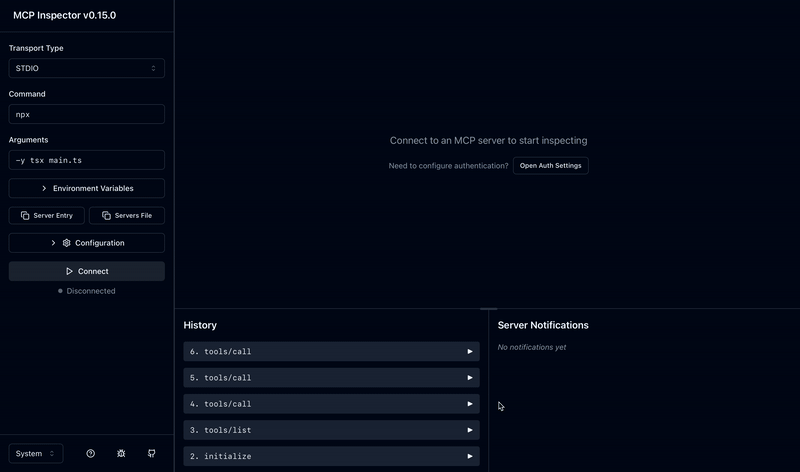 MCP Inspector v0.15.0
Transport Type
STDIO
Command
npx
Arguments
-y tsx main.ts
Environment Variables
Server Entry
Servers File
Configuration
Connect
Disconnected
System
Connect to an MCP server to start inspecting
Need to configure authentication? Open Auth Settings
History
6. tools/call
5. tools/call
4. tools/call
3. tools/list
2. initialize
Server Notifications
No notifications yet